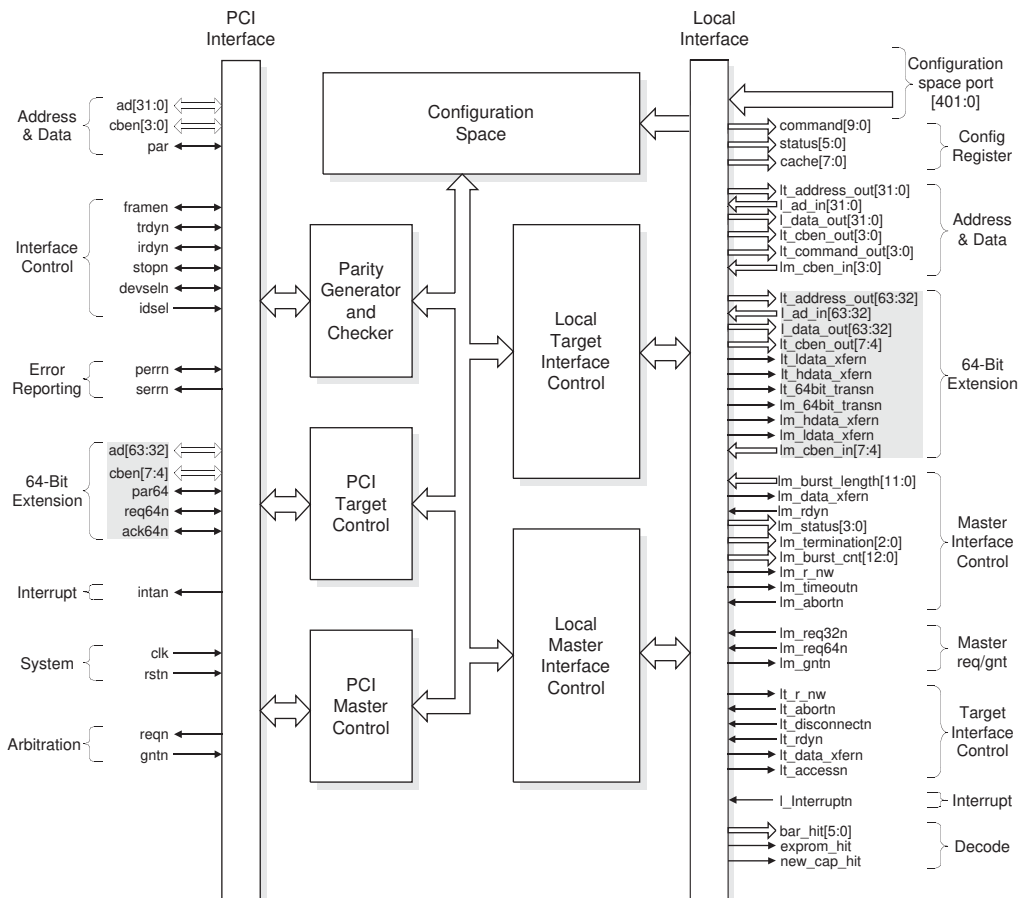 PCI
Interface
Address
& Data
ad[31:0]
cben[3:0]
par
Interface
Control
framen
trdyn
irdyn
stopn
devseln
idsel
Error
Reporting
perrn
serrn
64-Bit
Extension
ad[63:32]
cben[7:4]
par64
req64n
ack64n
Interrupt
intan
System
clk
rstn
Arbitration
reqn
gntn
Configuration
Space
Parity
Generator
and
Checker
PCI
Target
Control
PCI
Master
Control
Local
Target
Interface
Control
Local
Master
Interface
Control
Local
Interface
Configuration
space port
[401:0]
command[9:0]
status[5:0]
cache[7:0]
Config
Register
lt_address_out[31:0]
l_ad_in[31:0]
l_data_out[31:0]
lt_cben_out[3:0]
lt_command_out[3:0]
lm_cben_in[3:0]
Address
& Data
lt_address_out[63:32]
l_ad_in[63:32]
l_data_out[63:32]
lt_cben_out[7:4]
lt_ldata_xfern
lt_hdata_xfern
lt_64bit_transn
lm_64bit_transn
lm_hdata_xfern
lm_ldata_xfern
lm_cben_in[7:4]
64-Bit
Extension
lm_burst_length[11:0]
lm_data_xfern
lm_rdyn
lm_status[3:0]
lm_termination[2:0]
lm_burst_cnt[12:0]
lm_r_nw
lm_timeoutn
lm_abortn
Master
Interface
Control
lm_req32n
lm_req64n
lm_gntn
Master
req/gnt
lt_r_nw
lt_abortn
lt_disconnectn
lt_rdyn
lt_data_xfern
lt_accessn
Target
Interface
Control
l_Interruptn
Interrupt
bar_hit[5:0]
exprom_hit
new_cap_hit
Decode